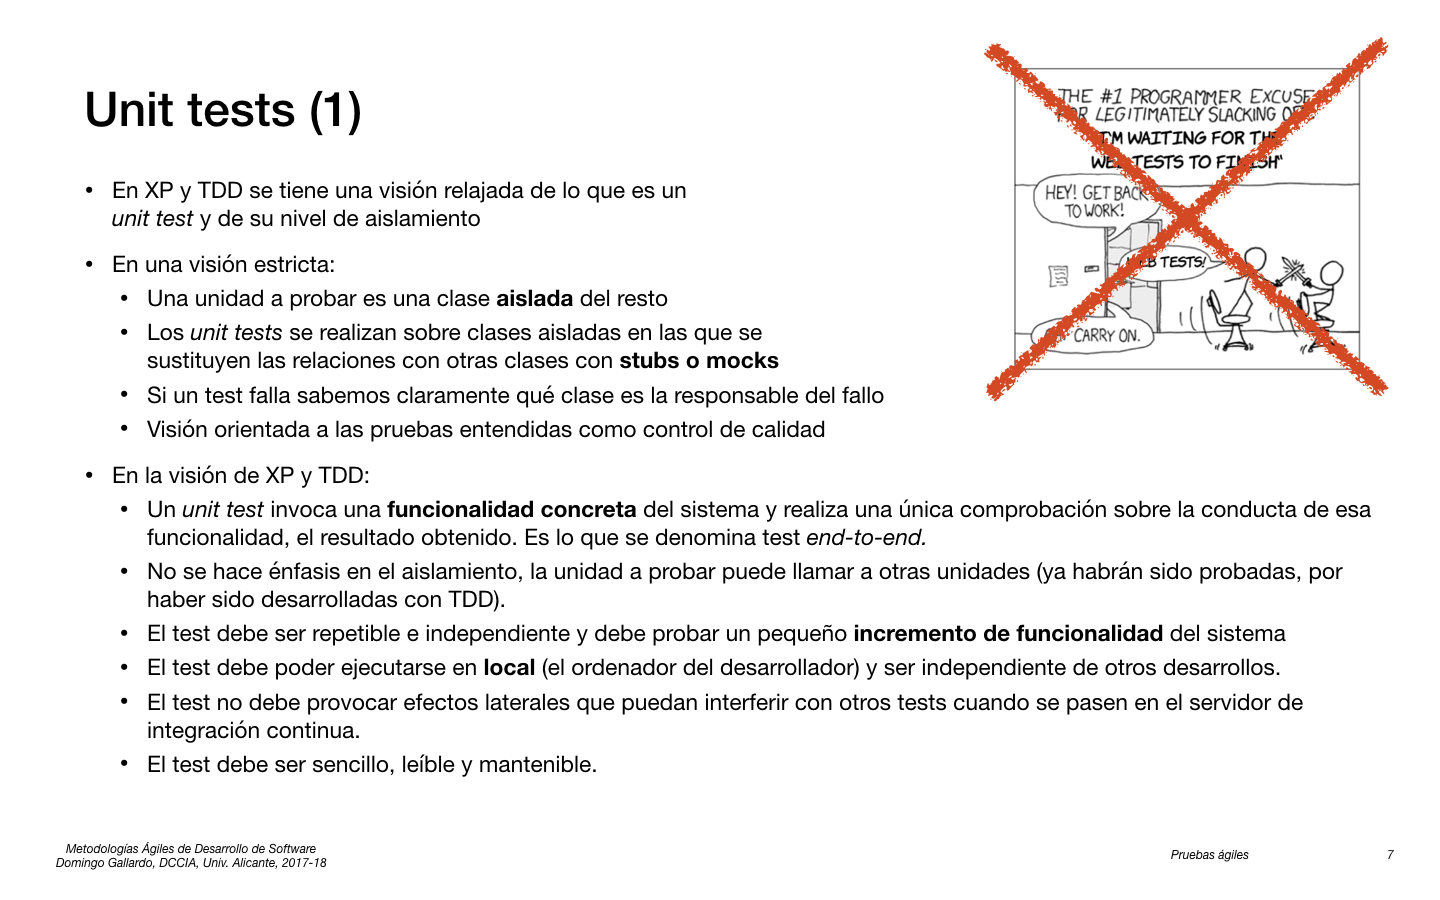 Unit tests (1)
THE #1 PROGRAMMER EXCUSE
FOR LEGITIMATELY SLACKING
"I'M WAITING FOR THE
TESTS TO FINISH"
HEY! GET BACK
TO WORK!
WEB TESTS!
CARRY ON.
• En XP y TDD se tiene una visión relajada de lo que es un
unit test y de su nivel de aislamiento
• En una visión estricta:
• Una unidad a probar es una clase aislada del resto
• Los unit tests se realizan sobre clases aisladas en las que se
sustituyen las relaciones con otras clases con stubs o mocks
• Si un test falla sabemos claramente qué clase es la responsable del fallo
• Visión orientada a las pruebas entendidas como control de calidad
• En la visión de XP y TDD:
• Un unit test invoca una funcionalidad concreta del sistema y realiza una única comprobación sobre la conducta de esa
funcionalidad, el resultado obtenido. Es lo que se denomina test end-to-end.
• No se hace énfasis en el aislamiento, la unidad a probar puede llamar a otras unidades (ya habrán sido probadas, por
haber sido desarrolladas con TDD).
• El test debe ser repetible e independiente y debe probar un pequeño incremento de funcionalidad del sistema
• El test debe poder ejecutarse en local (el ordenador del desarrollador) y ser independiente de otros desarrollos.
• El test no debe provocar efectos laterales que puedan interferir con otros tests cuando se pasen en el servidor de
integración continua.
• El test debe ser sencillo, leíble y mantenible.
Metodologías Ágiles de Desarrollo de Software
Domingo Gallardo, DCCIA, Univ. Alicante, 2017-18
Pruebas ágiles
7